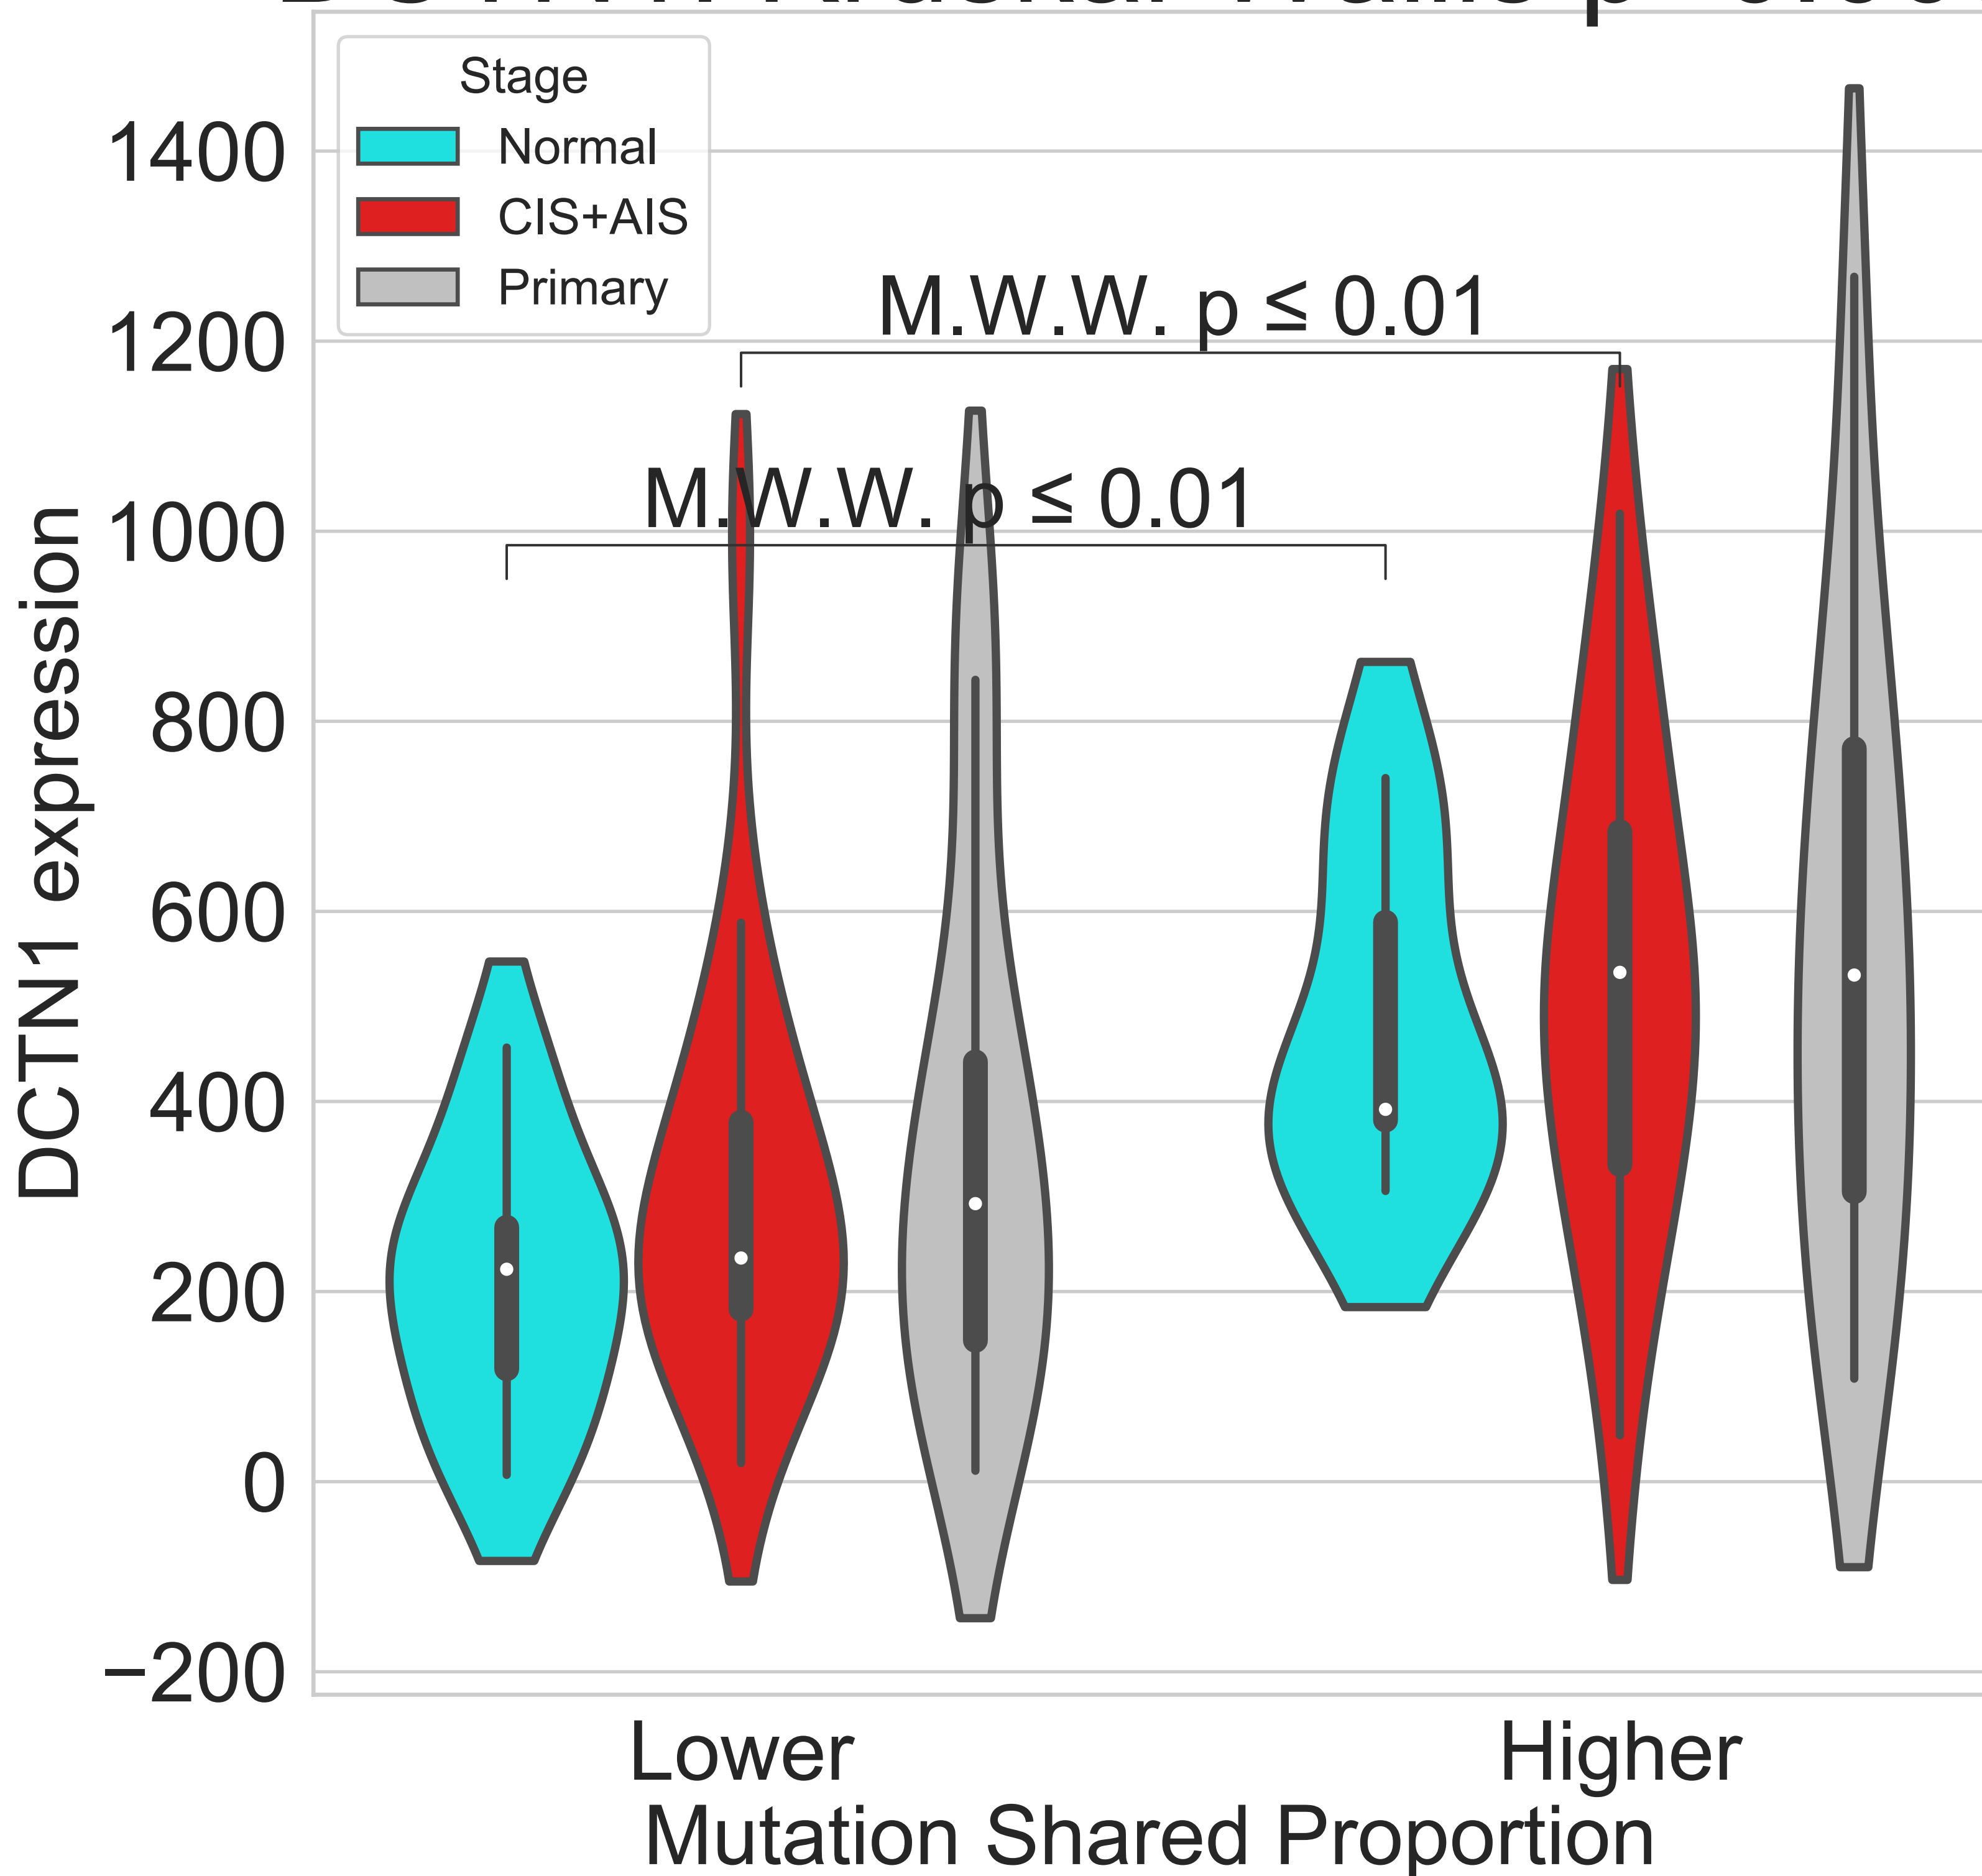 Stage
Normal
CIS+AIS
Primary
1400
1200
1000
800
600
400
200
0
−200
DCTN1 expression
M.W.W. p ≤ 0.01
M.W.W. p ≤ 0.01
Lower
Higher
Mutation Shared Proportion